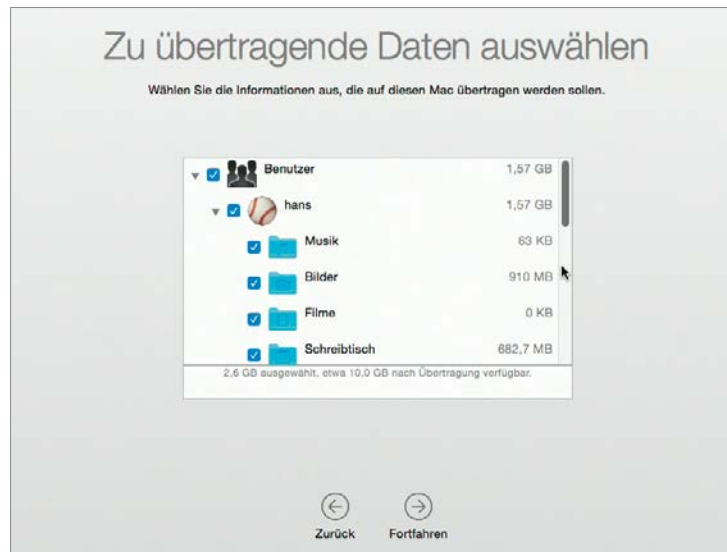 Zu übertragende Daten auswählen
Wählen Sie die Informationen aus, die auf diesen Mac übertragen werden sollen.
Benutzer 1,57 GB
hans 1,57 GB
Musik 63 KB
Bilder 910 MB
Filme 0 KB
Schreibtisch 682,7 MB
2,6 GB ausgewählt, etwa 10,0 GB nach Übertragung verfügbar.
Zurück Fortfahren